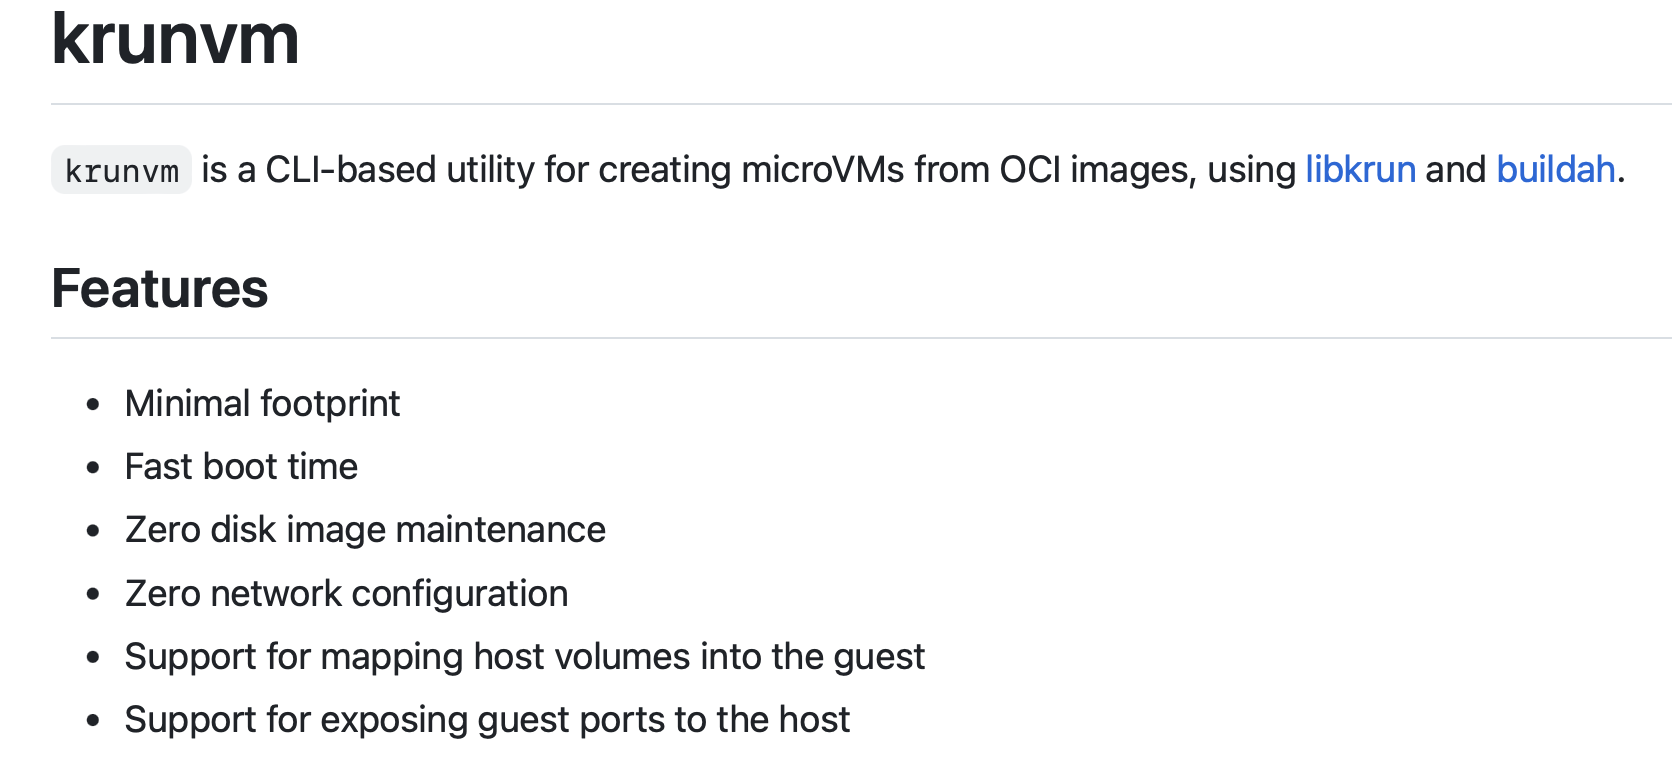 krunvm
krunvm is a CLI-based utility for creating microVMs from OCI images, using libkrun and buildah.
Features
• Minimal footprint
• Fast boot time
• Zero disk image maintenance
• Zero network configuration
• Support for mapping host volumes into the guest
• Support for exposing guest ports to the host